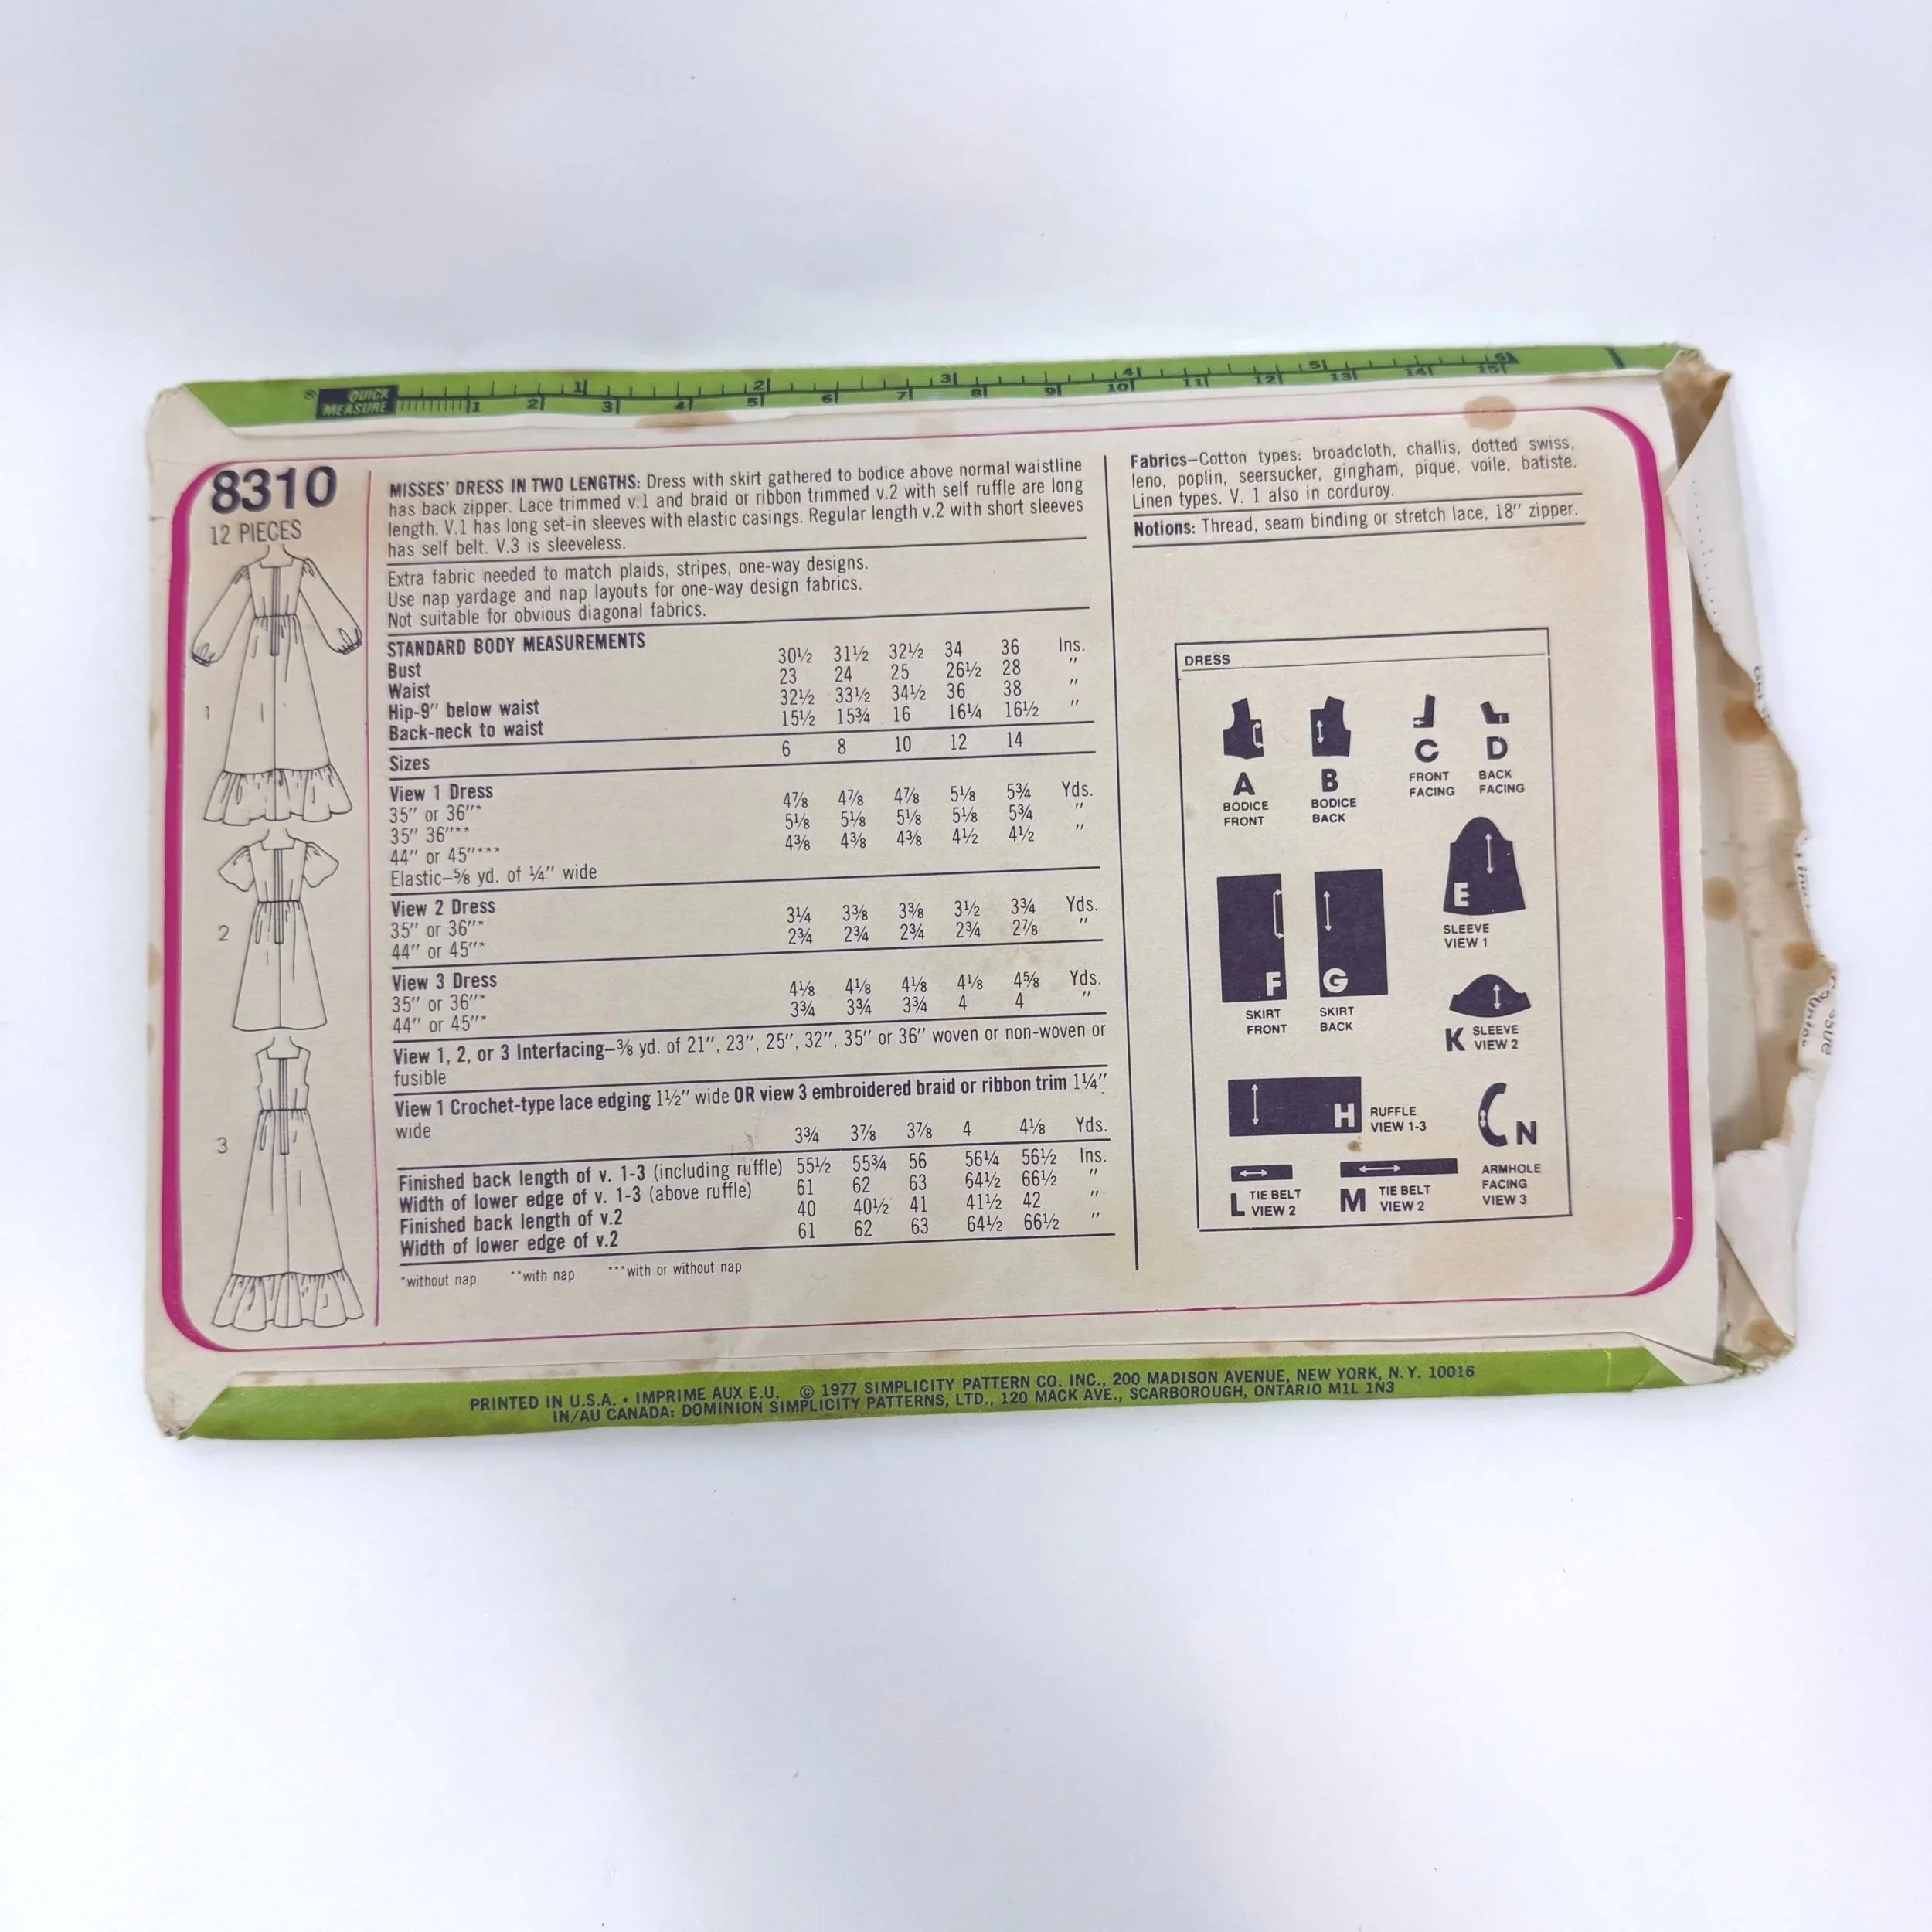 ® QUICK MEASURE 1 2 3 4 5 6
1 2 3 4 5 6 7 8 9 10 11 12 13 14 15
8310
12 PIECES
1
2
3
MISSES' DRESS IN TWO LENGTHS: Dress with skirt gathered to bodice above normal waistline
has back zipper. Lace trimmed v.1 and braid or ribbon trimmed v.2 with self ruffle are long
length. V.1 has long set-in sleeves with elastic casings. Regular length v.2 with short sleeves
has self belt. V.3 is sleeveless.
Extra fabric needed to match plaids, stripes, one-way designs.
Use nap yardage and nap layouts for one-way design fabrics.
Not suitable for obvious diagonal fabrics.
STANDARD BODY MEASUREMENTS
Bust 30½ 31½ 32½ 34 36 Ins.
Waist 23 24 25 26½ 28 "
Hip-9" below waist 32½ 33½ 34½ 36 38 "
Back-neck to waist 15½ 15¾ 16 16¼ 16½ "
Sizes 6 8 10 12 14
View 1 Dress
35" or 36"* 4⅞ 4⅞ 4⅞ 5⅛ 5¾ Yds.
35" 36"** 5⅛ 5⅛ 5⅛ 5⅛ 5¾ "
44" or 45"*** 4⅜ 4⅜ 4⅜ 4½ 4½ "
Elastic–⅝ yd. of ¼" wide
View 2 Dress
35" or 36"* 3¼ 3⅜ 3⅜ 3½ 3¾ Yds.
44" or 45"* 2¾ 2¾ 2¾ 2¾ 2⅞ "
View 3 Dress
35" or 36"* 4⅛ 4⅛ 4⅛ 4⅛ 4⅝ Yds.
44" or 45"* 3¾ 3¾ 3¾ 4 4 "
View 1, 2, or 3 Interfacing–⅜ yd. of 21", 23", 25", 32", 35" or 36" woven or non-woven or
fusible
View 1 Crochet-type lace edging 1½" wide OR view 3 embroidered braid or ribbon trim 1¼"
wide 3¾ 3⅞ 3⅞ 4 4⅛ Yds.
Finished back length of v. 1-3 (including ruffle) 55½ 55¾ 56 56¼ 56½ Ins.
Width of lower edge of v. 1-3 (above ruffle) 61 62 63 64½ 66½ "
Finished back length of v.2 40 40½ 41 41½ 42 "
Width of lower edge of v.2 61 62 63 64½ 66½ "
*without nap **with nap ***with or without nap
Fabrics–Cotton types: broadcloth, challis, dotted swiss,
leno, poplin, seersucker, gingham, pique, voile, batiste.
Linen types. V. 1 also in corduroy.
Notions: Thread, seam binding or stretch lace, 18" zipper.
DRESS
A
BODICE
FRONT
B
BODICE
BACK
C
FRONT
FACING
D
BACK
FACING
E
SLEEVE
VIEW 1
F
SKIRT
FRONT
G
SKIRT
BACK
K SLEEVE
VIEW 2
H RUFFLE
VIEW 1-3
N
ARMHOLE
FACING
VIEW 3
L TIE BELT
VIEW 2
M TIE BELT
VIEW 2
PRINTED IN U.S.A. • IMPRIME AUX E.U. © 1977 SIMPLICITY PATTERN CO. INC., 200 MADISON AVENUE, NEW YORK, N.Y. 10016
IN/AU CANADA: DOMINION SIMPLICITY PATTERNS, LTD., 120 MACK AVE., SCARBOROUGH, ONTARIO M1L 1N3